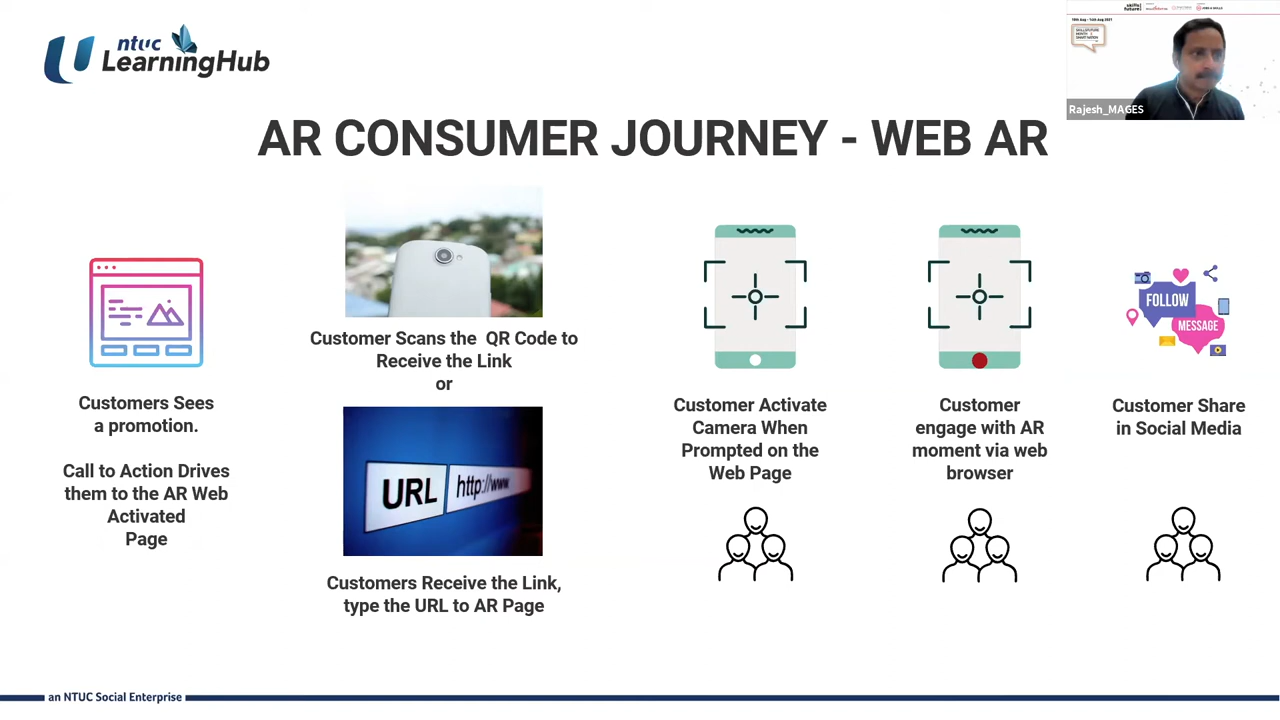 ntuc
LearningHub
AR CONSUMER JOURNEY - WEB AR
Rajesh_MAGES
Customers Sees
a promotion.
Call to Action Drives
them to the AR Web
Activated
Page
Customer Scans the QR Code to
Receive the Link
or
URL http://www
Customers Receive the Link,
type the URL to AR Page
Customer Activate
Camera When
Prompted on the
Web Page
Customer
engage with AR
moment via web
browser
FOLLOW
MESSAGE
Customer Share
in Social Media
an NTUC Social Enterprise